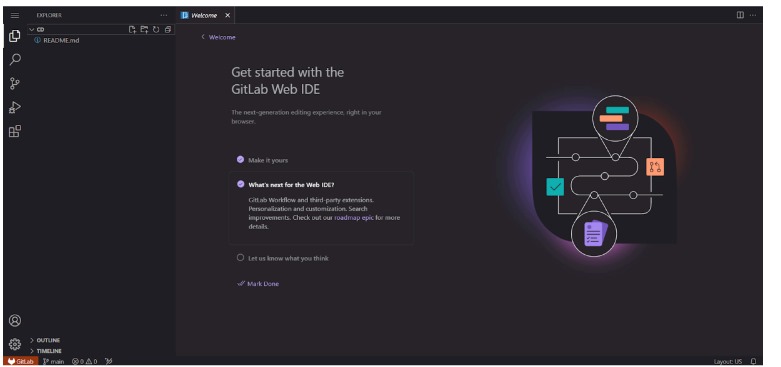 EXPLORER
Welcome
CD
README.md
Welcome
Get started with the
GitLab Web IDE
The next-generation editing experience, right in your
browser.
Make it yours
What's next for the Web IDE?
GitLab Workflow and third-party extensions.
Personalization and customization. Search
improvements. Check out our roadmap epic for more
details.
Let us know what you think
Mark Done
OUTLINE
TIMELINE
GitLab main 0 0 Layout: US